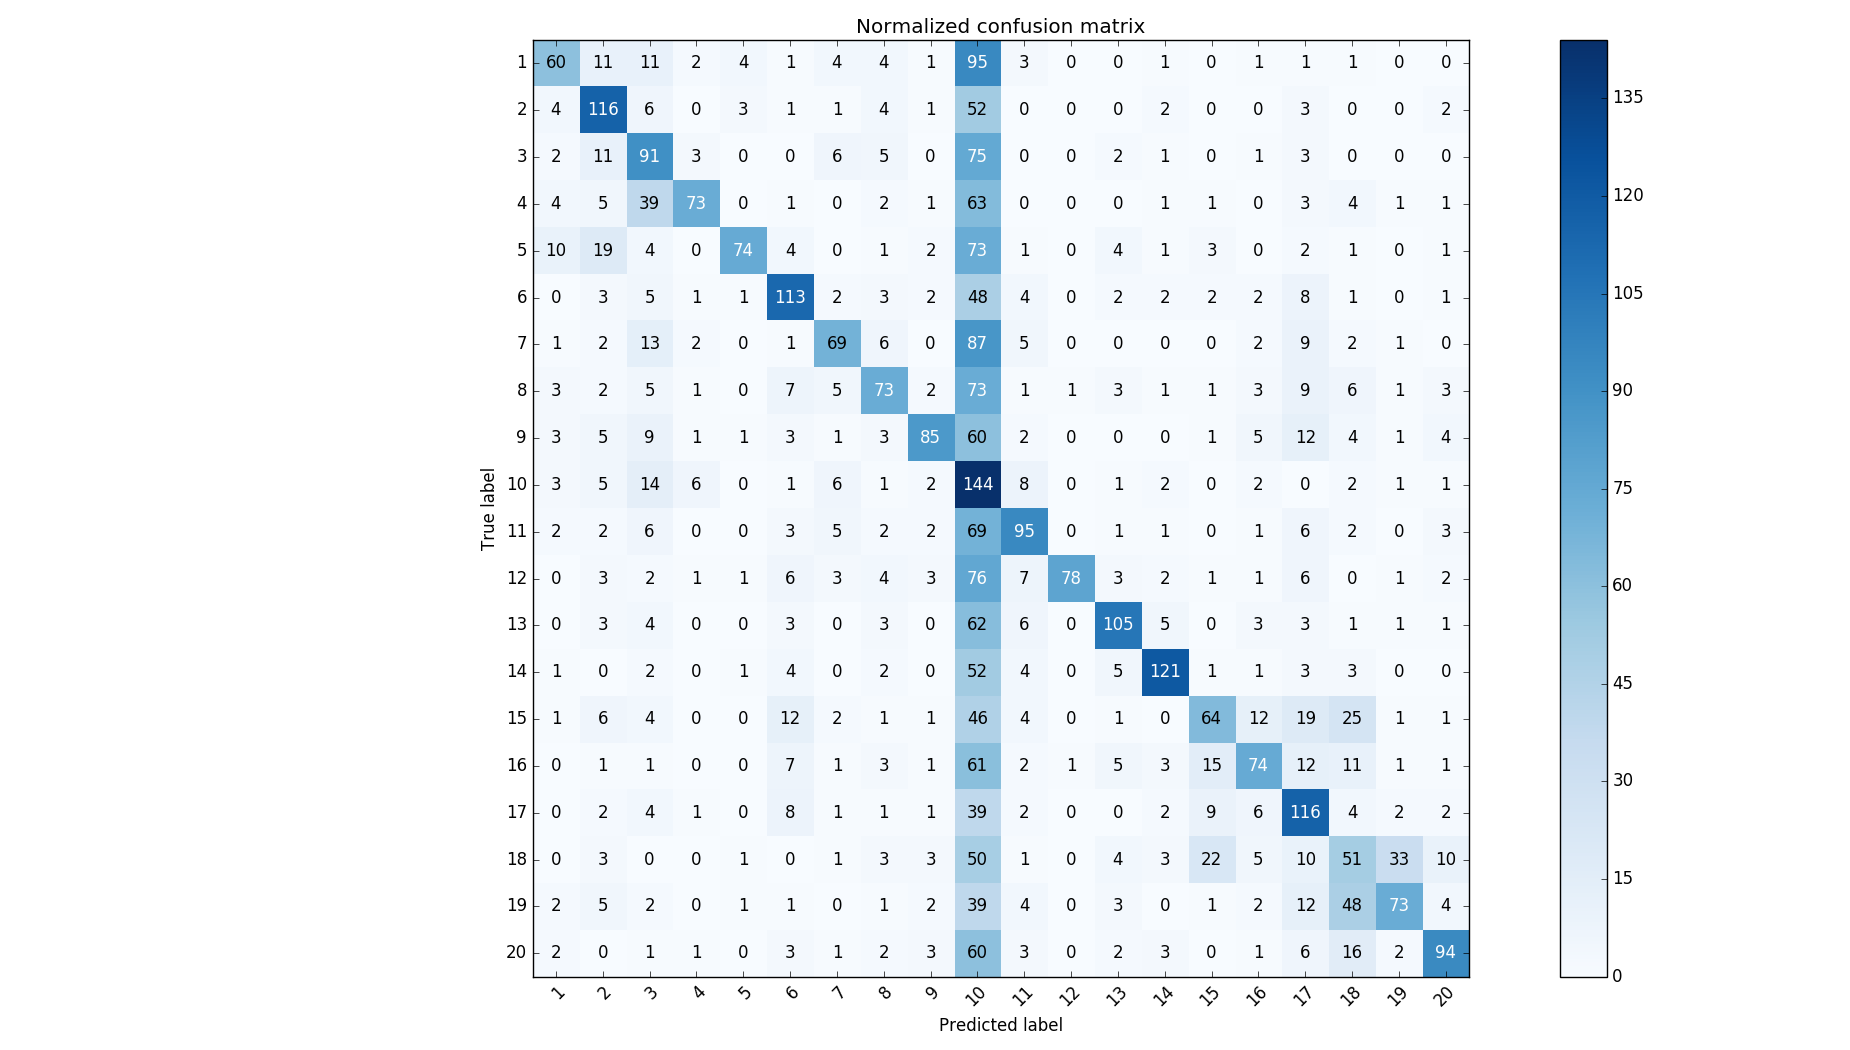 Normalized confusion matrix
1 60 11 11 2 4 1 4 4 1 95 3 0 0 1 0 1 1 1 0 0
2 4 116 6 0 3 1 1 4 1 52 0 0 0 2 0 0 3 0 0 2
3 2 11 91 3 0 0 6 5 0 75 0 0 2 1 0 1 3 0 0 0
4 4 5 39 73 0 1 0 2 1 63 0 0 0 1 1 0 3 4 1 1
5 10 19 4 0 74 4 0 1 2 73 1 0 4 1 3 0 2 1 0 1
6 0 3 5 1 1 113 2 3 2 48 4 0 2 2 2 2 8 1 0 1
7 1 2 13 2 0 1 69 6 0 87 5 0 0 0 0 2 9 2 1 0
8 3 2 5 1 0 7 5 73 2 73 1 1 3 1 1 3 9 6 1 3
9 3 5 9 1 1 3 1 3 85 60 2 0 0 0 1 5 12 4 1 4
10 3 5 14 6 0 1 6 1 2 144 8 0 1 2 0 2 0 2 1 1
11 2 2 6 0 0 3 5 2 2 69 95 0 1 1 0 1 6 2 0 3
12 0 3 2 1 1 6 3 4 3 76 7 78 3 2 1 1 6 0 1 2
13 0 3 4 0 0 3 0 3 0 62 6 0 105 5 0 3 3 1 1 1
14 1 0 2 0 1 4 0 2 0 52 4 0 5 121 1 1 3 3 0 0
15 1 6 4 0 0 12 2 1 1 46 4 0 1 0 64 12 19 25 1 1
16 0 1 1 0 0 7 1 3 1 61 2 1 5 3 15 74 12 11 1 1
17 0 2 4 1 0 8 1 1 1 39 2 0 0 2 9 6 116 4 2 2
18 0 3 0 0 1 0 1 3 3 50 1 0 4 3 22 5 10 51 33 10
19 2 5 2 0 1 1 0 1 2 39 4 0 3 0 1 2 12 48 73 4
20 2 0 1 1 0 3 1 2 3 60 3 0 2 3 0 1 6 16 2 94
1 2 3 4 5 6 7 8 9 10 11 12 13 14 15 16 17 18 19 20
True label
Predicted label
135
120
105
90
75
60
45
30
15
0